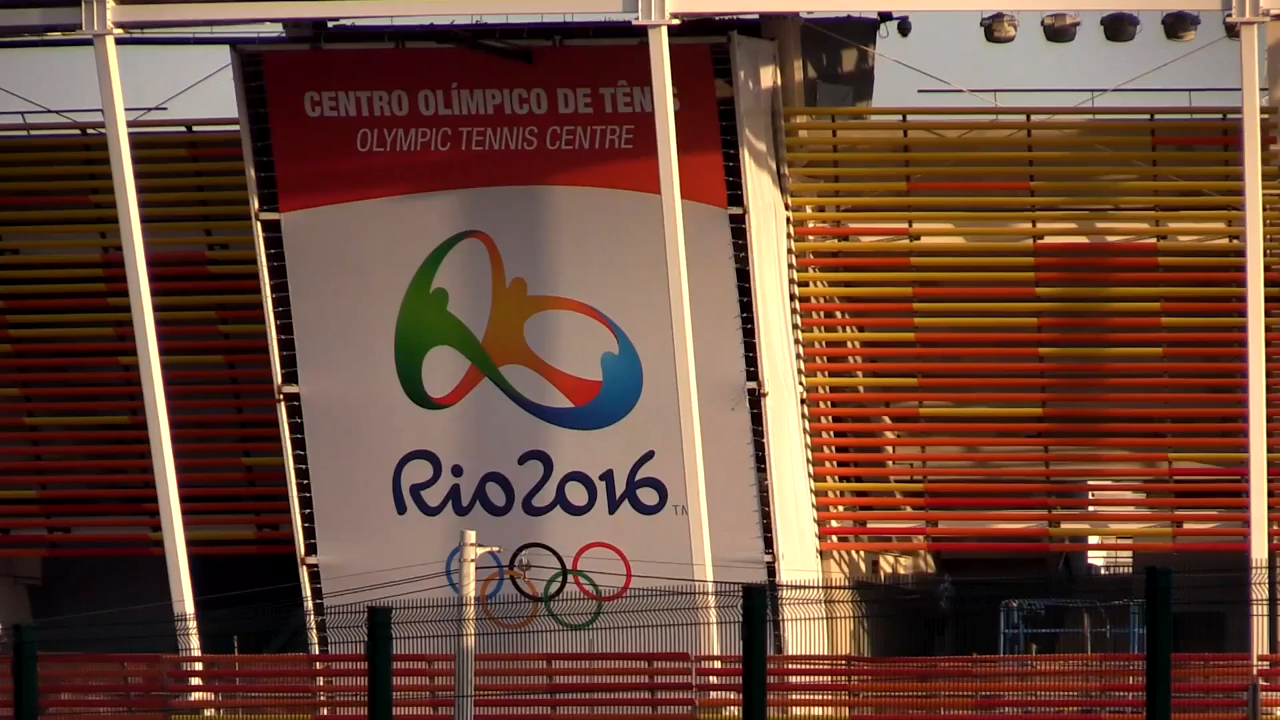 CENTRO OLÍMPICO DE TÊNIS
OLYMPIC TENNIS CENTRE
Rio2016
TM